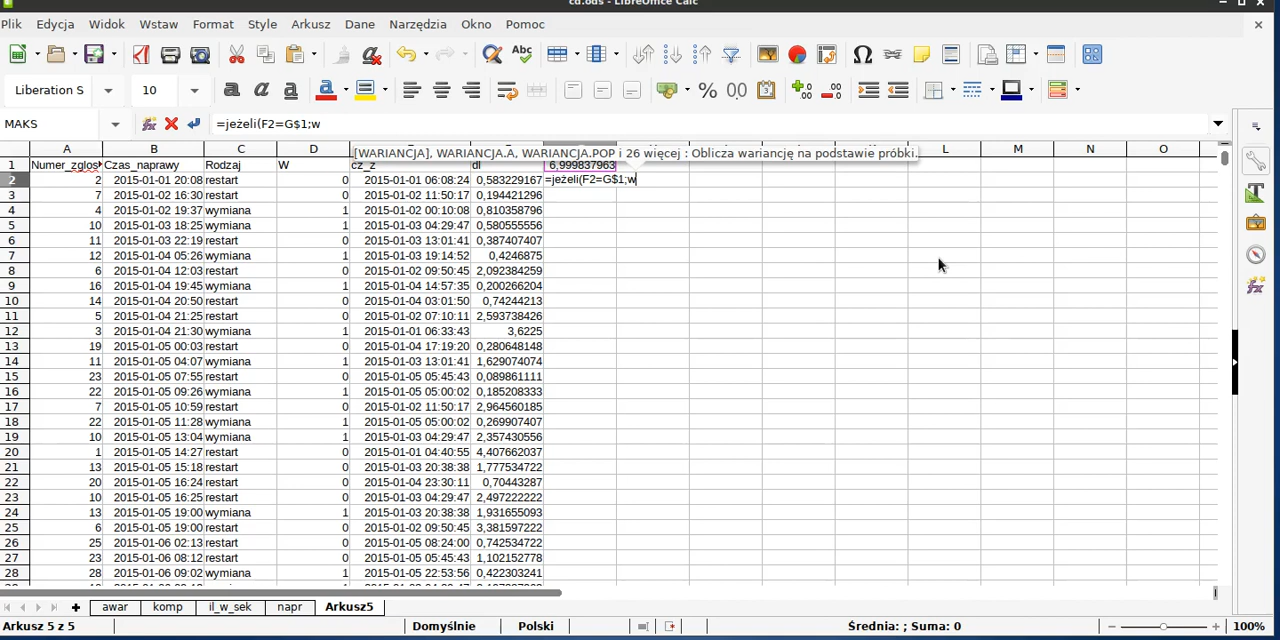 cd.ods - LibreOffice Calc
Plik Edycja Widok Wstaw Format Style Arkusz Dane Narzędzia Okno Pomoc
Liberation S 10
MAKS =jeżeli(F2=G$1;w
[WARIANCJA], WARIANCJA.A, WARIANCJA.POP i 26 więcej : Oblicza wariancję na podstawie próbki.
A B C D L M N O
1 Numer_zglos Czas_naprawy Rodzaj W cz_z dl 6,999837963
2 2 2015-01-01 20:08 restart 0 2015-01-01 06:08:24 0,583229167 =jeżeli(F2=G$1;w
3 7 2015-01-02 16:30 restart 0 2015-01-02 11:50:17 0,194421296
4 4 2015-01-02 19:37 wymiana 1 2015-01-02 00:10:08 0,810358796
5 10 2015-01-03 18:25 wymiana 1 2015-01-03 04:29:47 0,580555556
6 11 2015-01-03 22:19 restart 0 2015-01-03 13:01:41 0,387407407
7 12 2015-01-04 05:26 wymiana 1 2015-01-03 19:14:52 0,4246875
8 6 2015-01-04 12:03 restart 0 2015-01-02 09:50:45 2,092384259
9 16 2015-01-04 19:45 wymiana 1 2015-01-04 14:57:35 0,200266204
10 14 2015-01-04 20:50 restart 0 2015-01-04 03:01:50 0,74244213
11 5 2015-01-04 21:25 restart 0 2015-01-02 07:10:11 2,593738426
12 3 2015-01-04 21:30 wymiana 1 2015-01-01 06:33:43 3,6225
13 19 2015-01-05 00:03 restart 0 2015-01-04 17:19:20 0,280648148
14 11 2015-01-05 04:07 wymiana 1 2015-01-03 13:01:41 1,629074074
15 23 2015-01-05 07:55 restart 0 2015-01-05 05:45:43 0,089861111
16 22 2015-01-05 09:26 wymiana 1 2015-01-05 05:00:02 0,185208333
17 7 2015-01-05 10:59 restart 0 2015-01-02 11:50:17 2,964560185
18 22 2015-01-05 11:28 wymiana 1 2015-01-05 05:00:02 0,269907407
19 10 2015-01-05 13:04 wymiana 1 2015-01-03 04:29:47 2,357430556
20 1 2015-01-05 14:27 restart 0 2015-01-01 04:40:55 4,407662037
21 13 2015-01-05 15:18 restart 0 2015-01-03 20:38:38 1,777534722
22 20 2015-01-05 16:24 restart 0 2015-01-04 23:30:11 0,70443287
23 10 2015-01-05 16:25 restart 0 2015-01-03 04:29:47 2,497222222
24 13 2015-01-05 19:00 wymiana 1 2015-01-03 20:38:38 1,931655093
25 6 2015-01-05 19:00 restart 0 2015-01-02 09:50:45 3,381597222
26 25 2015-01-06 02:13 restart 0 2015-01-05 08:24:00 0,742534722
27 23 2015-01-06 08:12 restart 0 2015-01-05 05:45:43 1,102152778
28 28 2015-01-06 09:02 wymiana 1 2015-01-05 22:53:56 0,422303241
awar komp il_w_sek napr Arkusz5
Arkusz 5 z 5 Domyślnie Polski Średnia: ; Suma: 0 100%